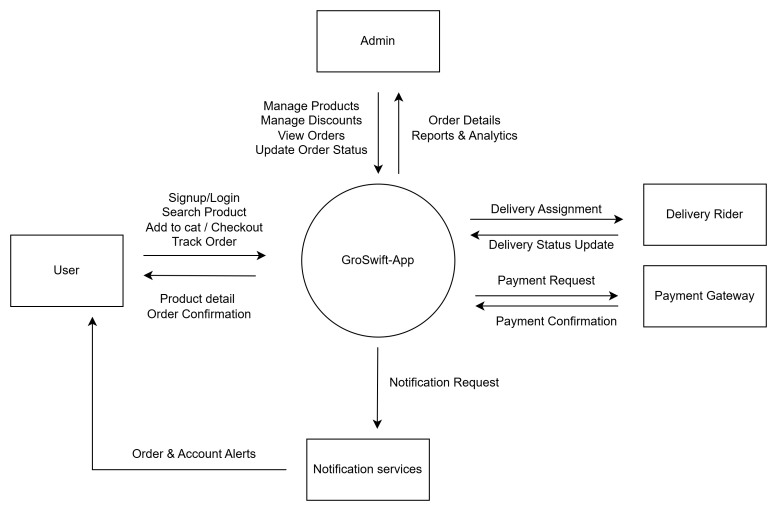 Admin
Manage Products
Manage Discounts
View Orders
Update Order Status
Order Details
Reports & Analytics
Signup/Login
Search Product
Add to cat / Checkout
Track Order
User
Product detail
Order Confirmation
GroSwift-App
Delivery Assignment
Delivery Status Update
Delivery Rider
Payment Request
Payment Confirmation
Payment Gateway
Notification Request
Order & Account Alerts
Notification services